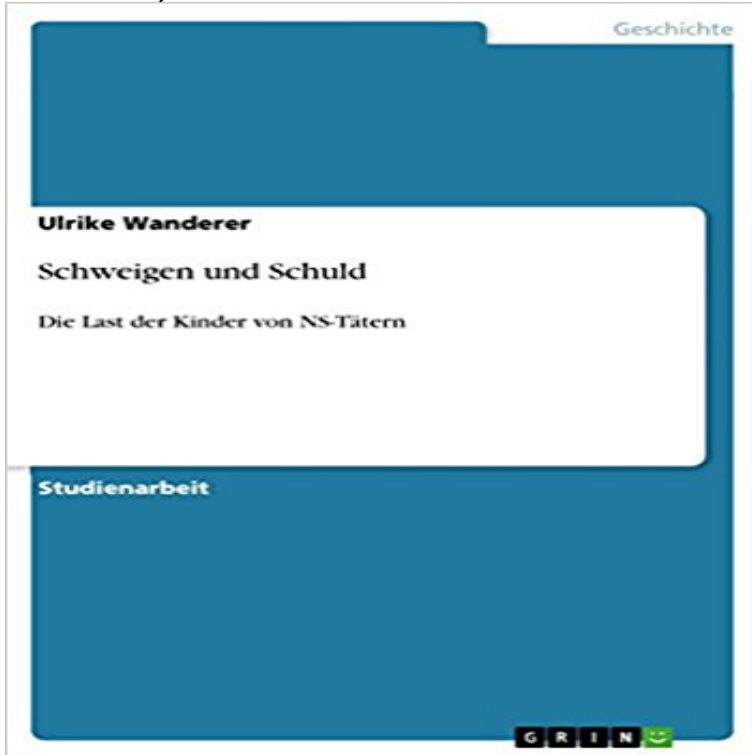 Geschichte
Ulrike Wanderer
Schweigen und Schuld
Die Last der Kinder von NS-Tätern
Studienarbeit
GRIN